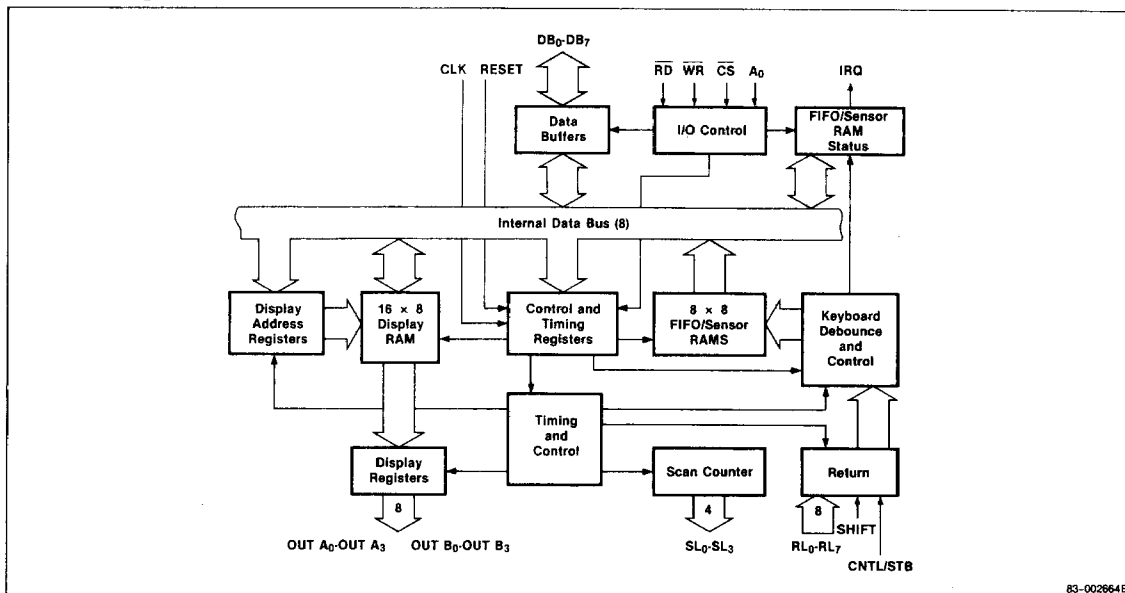 DB₀-DB₇
CLK RESET
R̅D̅ W̅R̅ C̅S̅ A₀
IRQ
Data
Buffers
I/O Control
FIFO/Sensor
RAM
Status
Internal Data Bus (8)
Display
Address
Registers
16 × 8
Display
RAM
Control and
Timing
Registers
8 × 8
FIFO/Sensor
RAMS
Keyboard
Debounce
and
Control
Timing
and
Control
Display
Registers
Scan Counter
Return
8
4
8
SHIFT
OUT A₀-OUT A₃ OUT B₀-OUT B₃
SL₀-SL₃
RL₀-RL₇
CNTL/STB
83-002664B